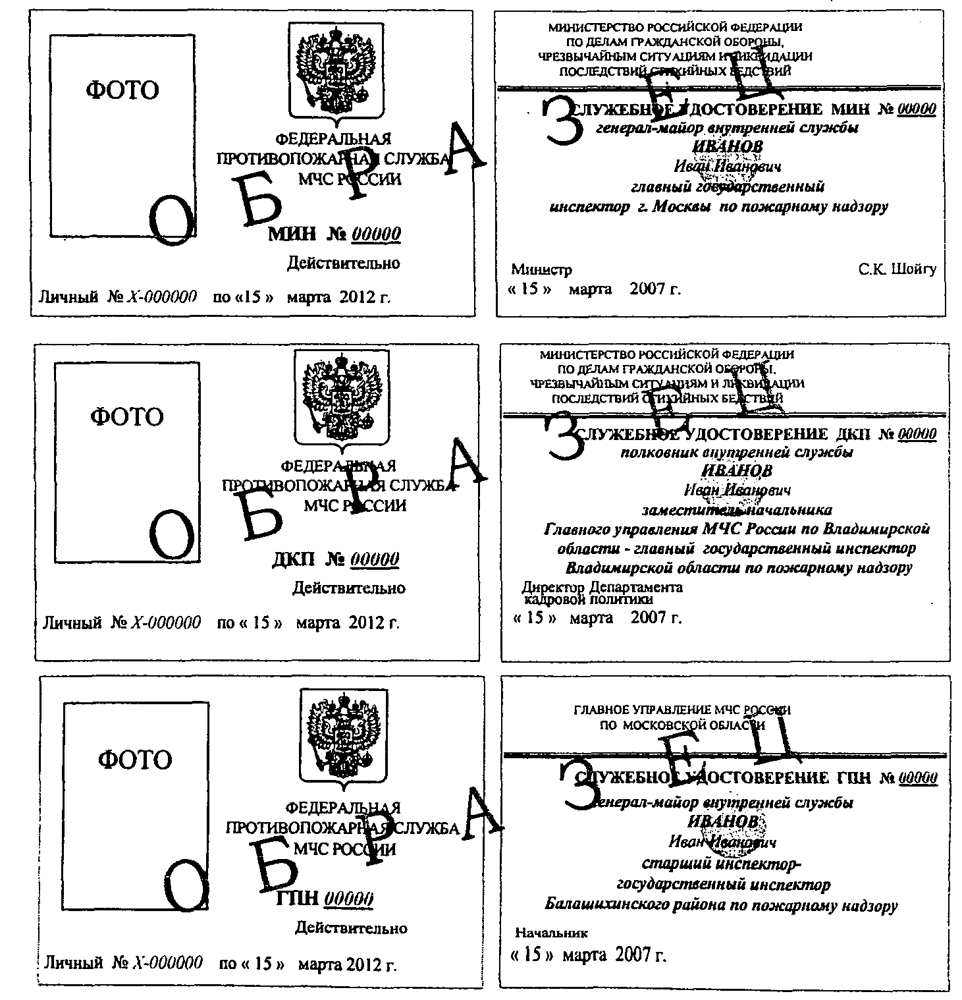 ФОТО
ФЕДЕРАЛЬНАЯ
ПРОТИВОПОЖАРНАЯ СЛУЖБА
МЧС РОССИИ
МИН № 00000
Действительно
Личный № Х-000000 по «15 » марта 2012 г.
МИНИСТЕРСТВО РОССИЙСКОЙ ФЕДЕРАЦИИ
ПО ДЕЛАМ ГРАЖДАНСКОЙ ОБОРОНЫ,
ЧРЕЗВЫЧАЙНЫМ СИТУАЦИЯМ И ЛИКВИДАЦИИ
ПОСЛЕДСТВИЙ СТИХИЙНЫХ БЕДСТВИЙ
СЛУЖЕБНОЕ УДОСТОВЕРЕНИЕ МИН № 00000
генерал-майор внутренней службы
ИВАНОВ
Иван Иванович
главный государственный
инспектор г. Москвы по пожарному надзору
Министр С.К. Шойгу
« 15 » марта 2007 г.
ОБРАЗЕЦ
ФОТО
ФЕДЕРАЛЬНАЯ
ПРОТИВОПОЖАРНАЯ СЛУЖБА
МЧС РОССИИ
ДКП № 00000
Действительно
Личный № Х-000000 по « 15 » марта 2012 г.
МИНИСТЕРСТВО РОССИЙСКОЙ ФЕДЕРАЦИИ
ПО ДЕЛАМ ГРАЖДАНСКОЙ ОБОРОНЫ,
ЧРЕЗВЫЧАЙНЫМ СИТУАЦИЯМ И ЛИКВИДАЦИИ
ПОСЛЕДСТВИЙ СТИХИЙНЫХ БЕДСТВИЙ
СЛУЖЕБНОЕ УДОСТОВЕРЕНИЕ ДКП № 00000
полковник внутренней службы
ИВАНОВ
Иван Иванович
заместитель начальника
Главного управления МЧС России по Владимирской
области - главный государственный инспектор
Владимирской области по пожарному надзору
Директор Департамента
кадровой политики
« 15 » марта 2007 г.
ОБРАЗЕЦ
ФОТО
ФЕДЕРАЛЬНАЯ
ПРОТИВОПОЖАРНАЯ СЛУЖБА
МЧС РОССИИ
ГПН 00000
Действительно
Личный № Х-000000 по « 15 » марта 2012 г.
ГЛАВНОЕ УПРАВЛЕНИЕ МЧС РОССИИ
ПО МОСКОВСКОЙ ОБЛАСТИ
СЛУЖЕБНОЕ УДОСТОВЕРЕНИЕ ГПН № 00000
генерал-майор внутренней службы
ИВАНОВ
Иван Иванович
старший инспектор-
государственный инспектор
Балашихинского района по пожарному надзору
Начальник
« 15 » марта 2007 г.
ОБРАЗЕЦ